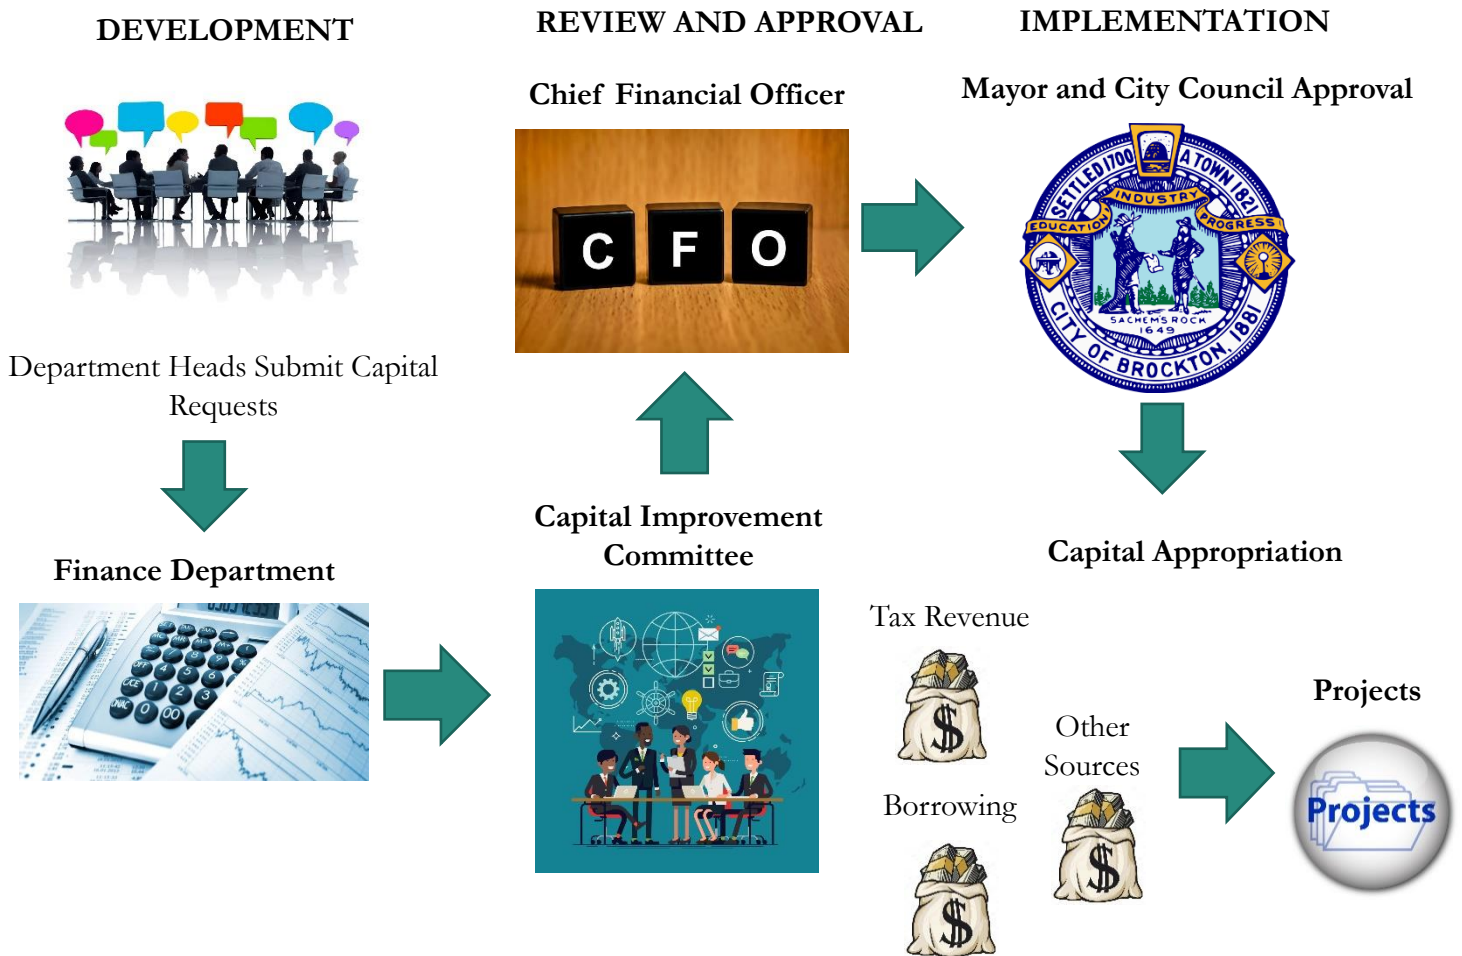 DEVELOPMENT
Department Heads Submit Capital
Requests
Finance Department
REVIEW AND APPROVAL
Chief Financial Officer
C F O
Capital Improvement
Committee
IMPLEMENTATION
Mayor and City Council Approval
SETTLED 1700
A TOWN 1821
EDUCATION
INDUSTRY
PROGRESS
SACHEM'S ROCK
1649
CITY OF BROCKTON, 1881
Capital Appropriation
Tax Revenue
$
Other
Sources
$
Borrowing
$
Projects
Projects